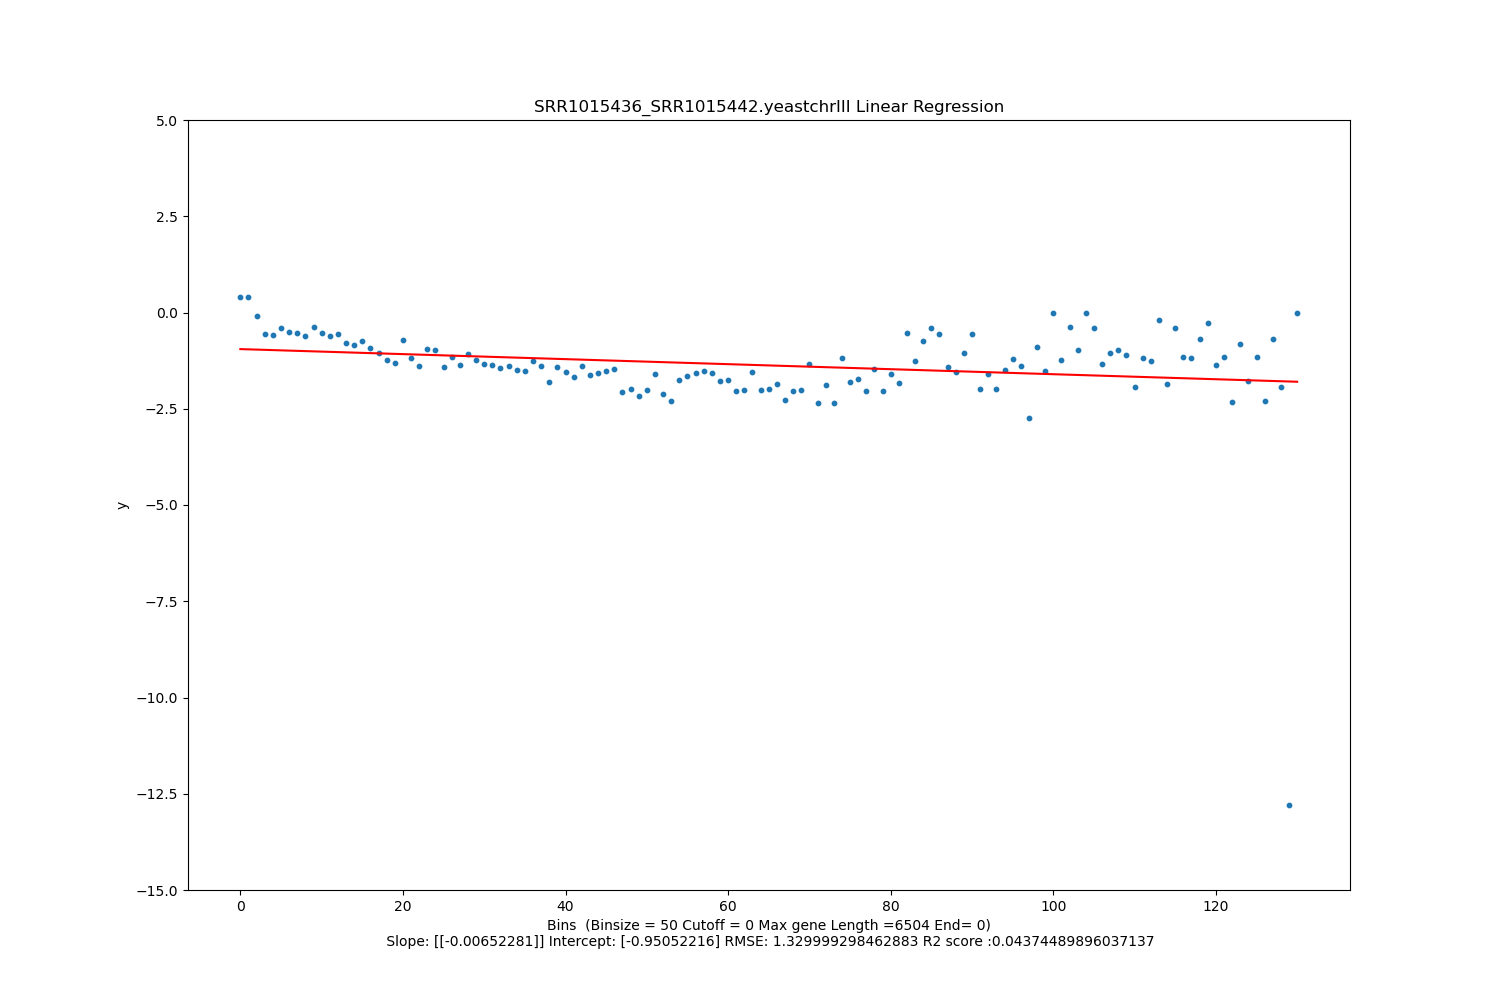 SRR1015436_SRR1015442.yeastchrIII Linear Regression
5.0
2.5
0.0
−2.5
−5.0
−7.5
−10.0
−12.5
−15.0
y
0 20 40 60 80 100 120
Bins  (Binsize = 50 Cutoff = 0 Max gene Length =6504 End= 0)
Slope: [[-0.00652281]] Intercept: [-0.95052216] RMSE: 1.329999298462883 R2 score :0.04374489896037137